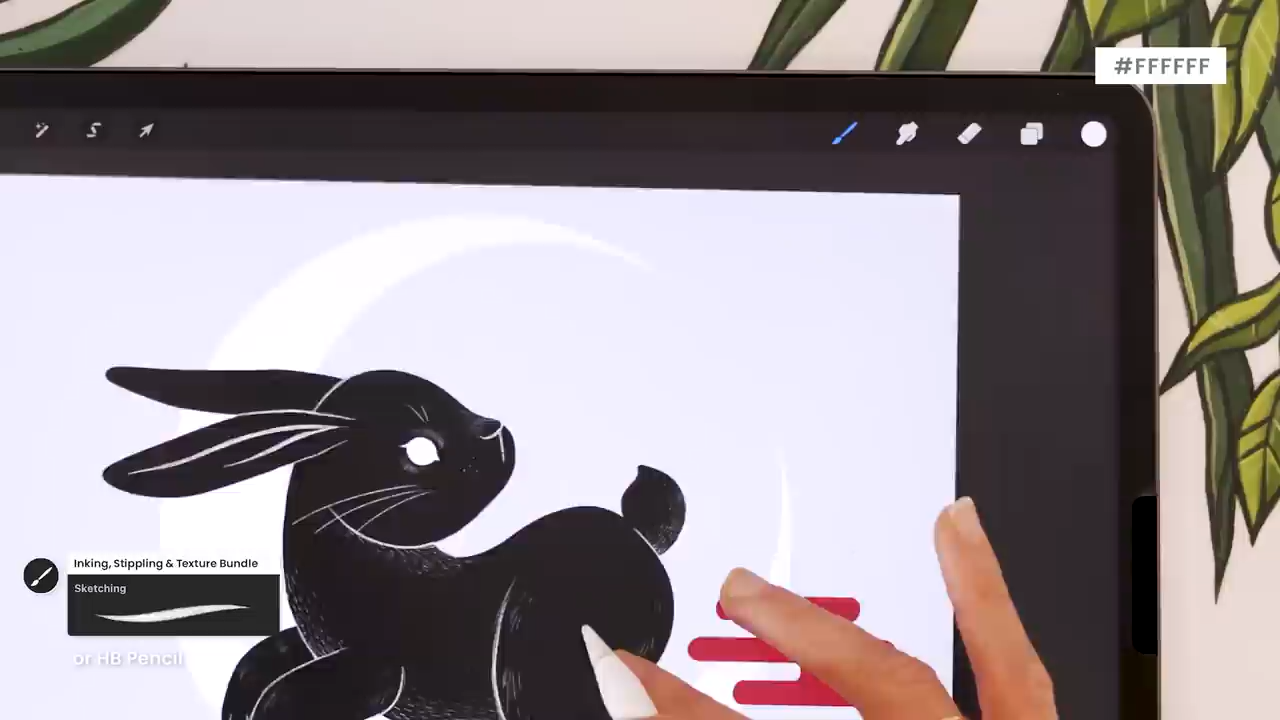 #FFFFFF
Inking, Stippling & Texture Bundle
Sketching
or HB Pencil